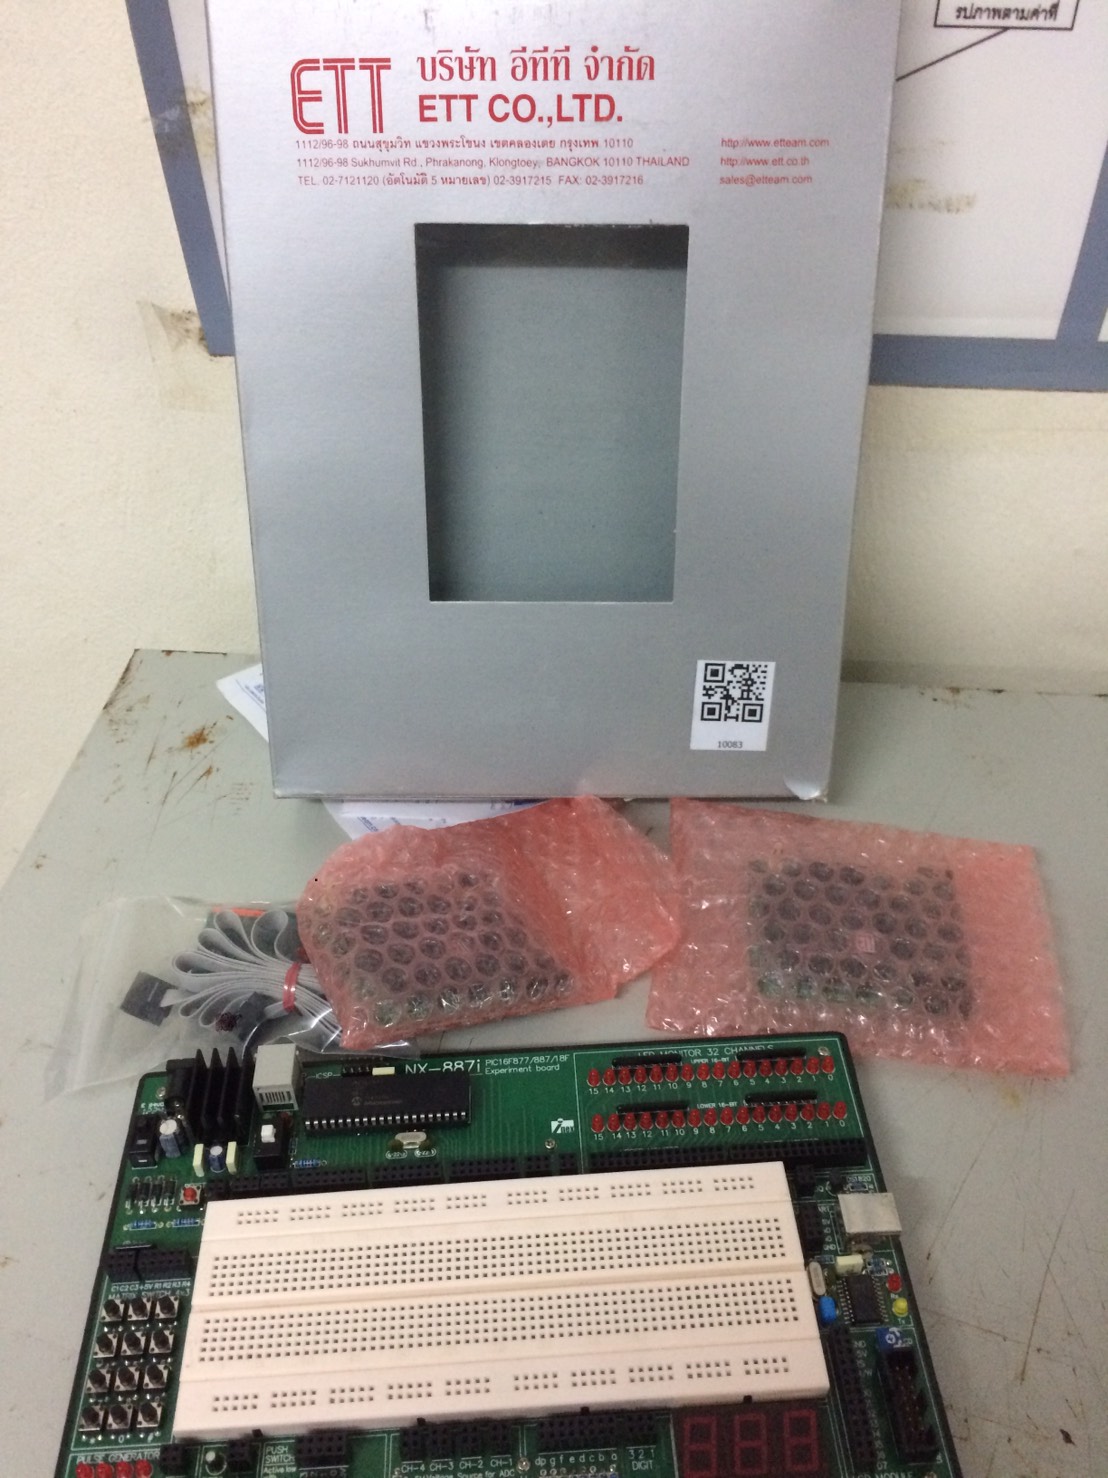 รูปภาพตามค่าที่
ETT
บริษัท อีทีที จำกัด
ETT CO.,LTD.
1112/96-98 ถนนสุขุมวิท แขวงพระโขนง เขตคลองเตย กรุงเทพ 10110
http://www.etteam.com
1112/96-98 Sukhumvit Rd., Phrakanong, Klongtoey, BANGKOK 10110 THAILAND
http://www.ett.co.th
TEL. 02-7121120 (อัตโนมัติ 5 หมายเลข) 02-3917215 FAX: 02-3917216
sales@etteam.com
10083
ICSP
NX-887i
PIC16F877/887/18F
Experiment board
LED MONITOR 32 CHANNELS
UPPER 16-BIT
15 14 13 12 11 10 9 8 7 6 5 4 3 2 1 0
LOWER 16-BIT
15 14 13 12 11 10 9 8 7 6 5 4 3 2 1 0
C1 C2 C3 +5V R1 R2 R3 R4
PULSE GENERATOR
PUSH
SWITCH
Active low
CH-4 CH-3 CH-2 CH-1
Voltage Source for ADC
dp g f e d c b a
3 2 1
DIGIT